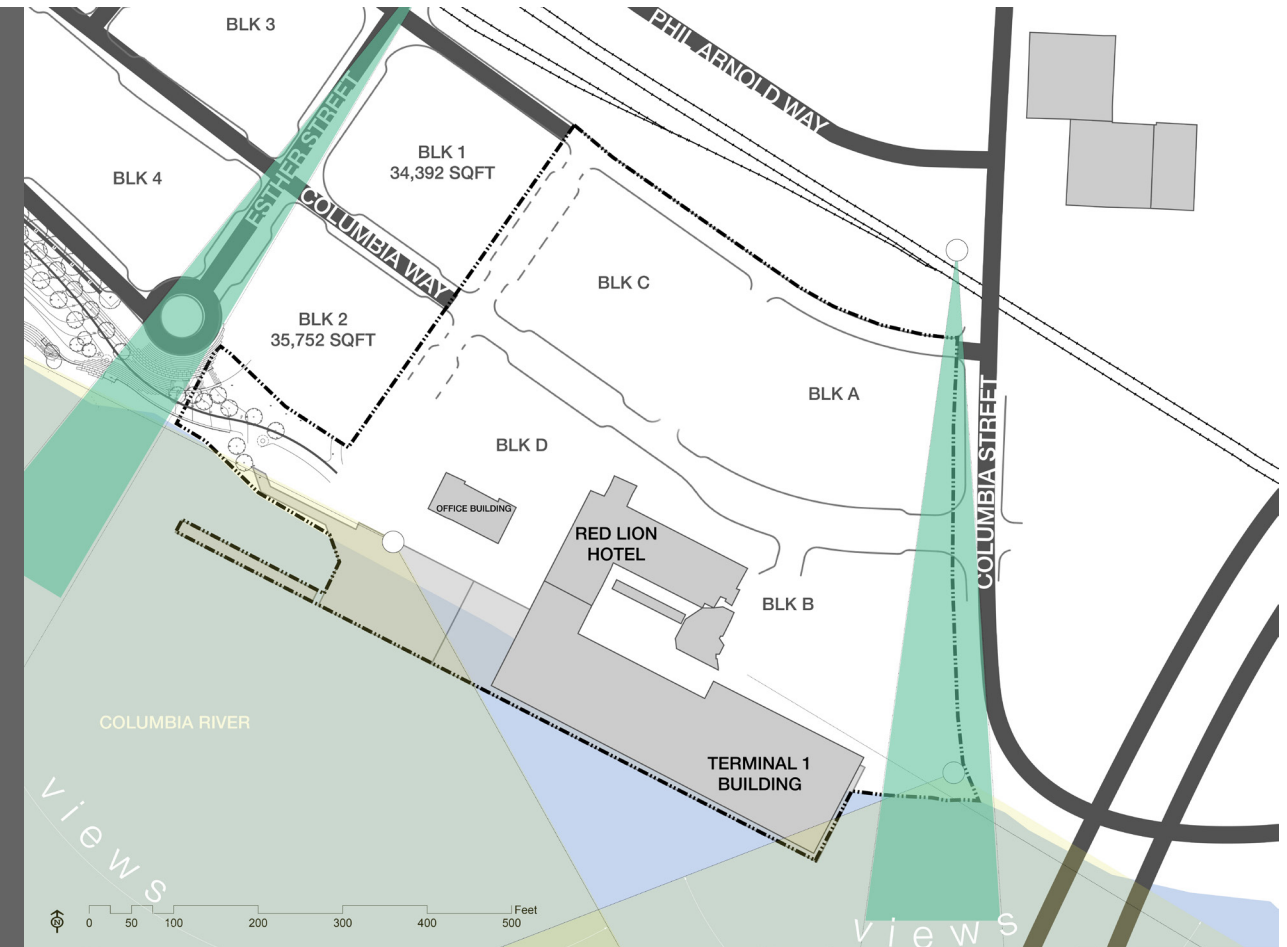 BLK 3
PHIL ARNOLD WAY
ESTHER STREET
BLK 1
34,392 SQFT
BLK 4
COLUMBIA WAY
BLK C
BLK 2
35,752 SQFT
BLK A
COLUMBIA STREET
BLK D
OFFICE BUILDING
RED LION
HOTEL
BLK B
COLUMBIA RIVER
TERMINAL 1
BUILDING
views
views
N
0 50 100 200 300 400 500
Feet